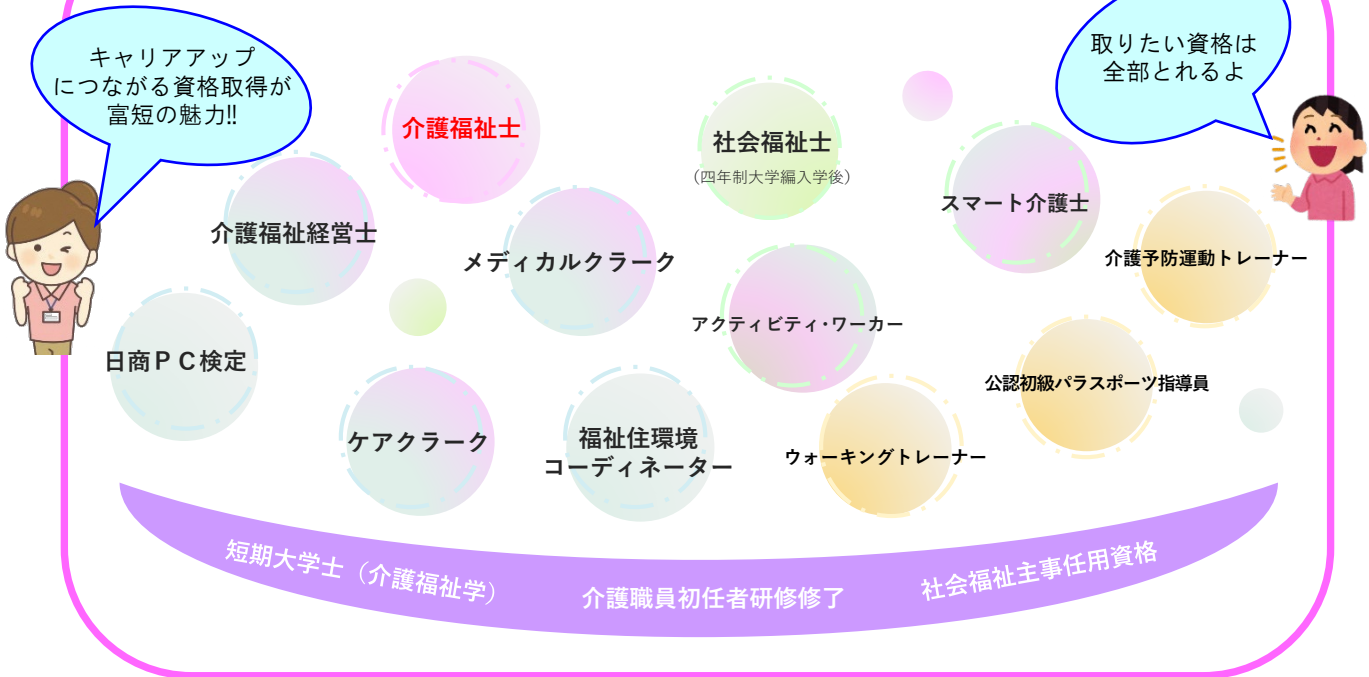 キャリアアップ
につながる資格取得が
富短の魅力!!
取りたい資格は
全部とれるよ
介護福祉士
社会福祉士
(四年制大学編入学後)
スマート介護士
介護福祉経営士
メディカルクラーク
介護予防運動トレーナー
アクティビティ・ワーカー
日商ＰＣ検定
公認初級パラスポーツ指導員
ケアクラーク
福祉住環境
コーディネーター
ウォーキングトレーナー
短期大学士（介護福祉学）
介護職員初任者研修修了
社会福祉主事任用資格